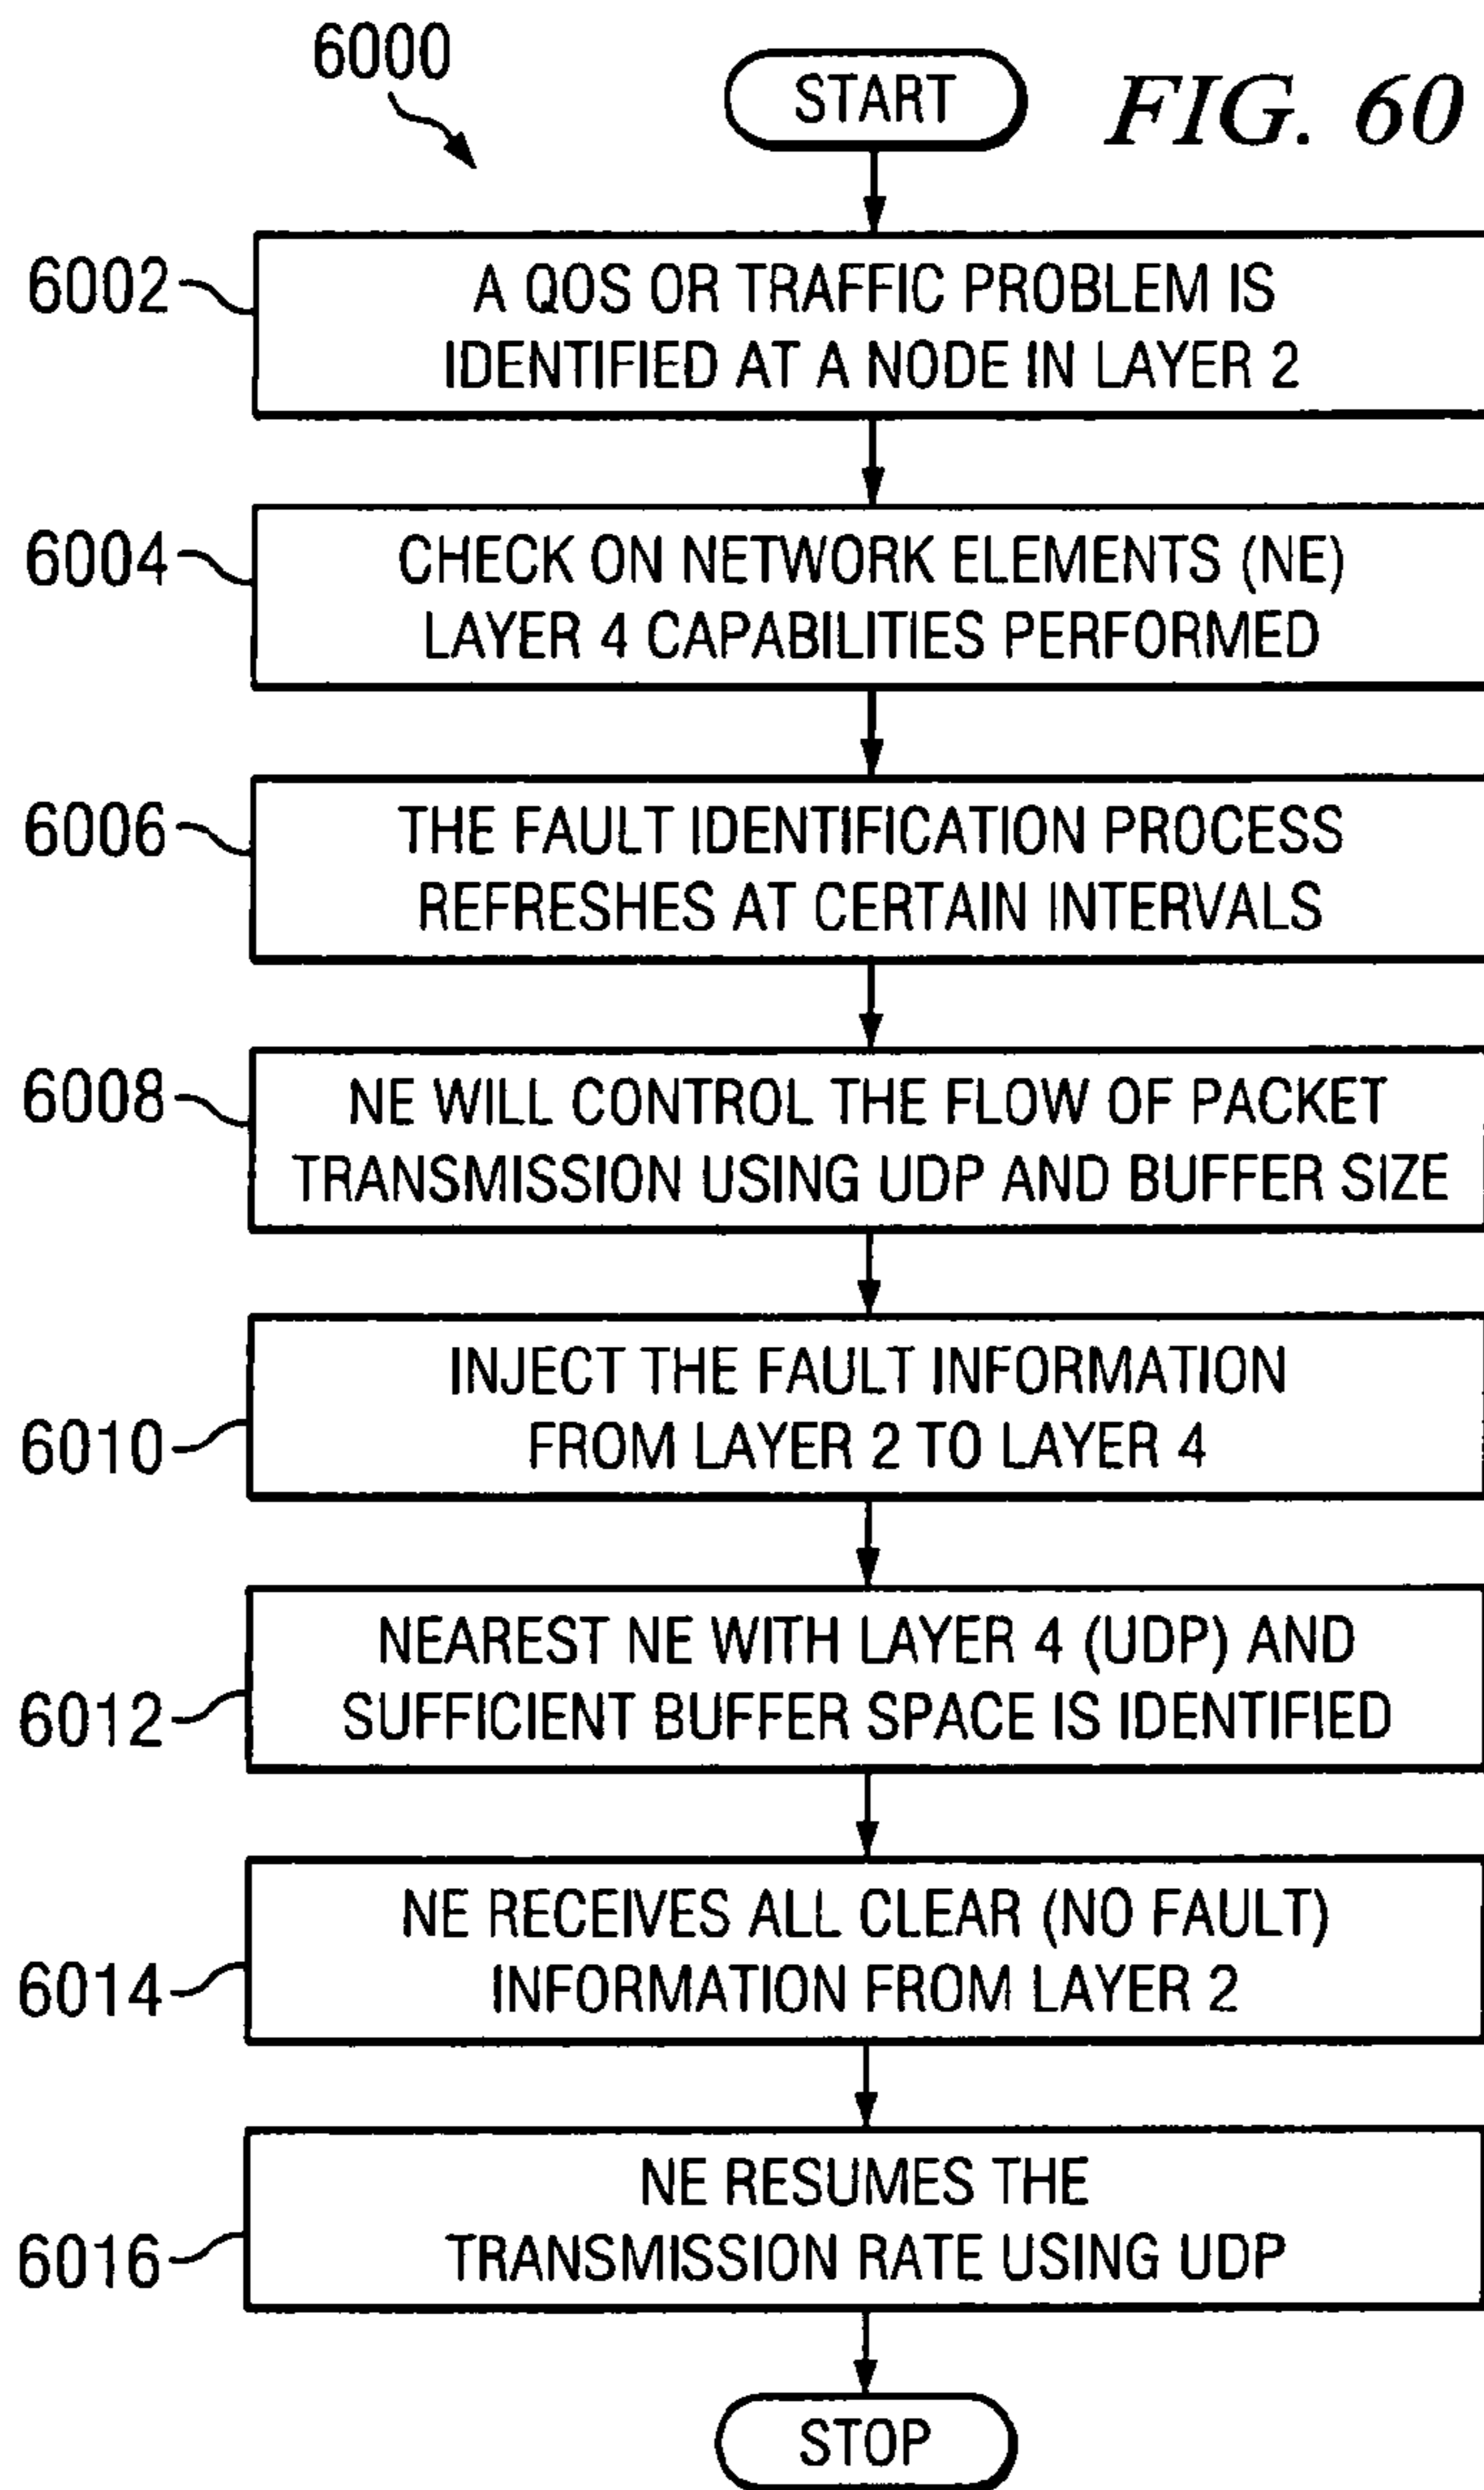 6000
START
FIG. 60
6002
A QOS OR TRAFFIC PROBLEM IS
IDENTIFIED AT A NODE IN LAYER 2
6004
CHECK ON NETWORK ELEMENTS (NE)
LAYER 4 CAPABILITIES PERFORMED
6006
THE FAULT IDENTIFICATION PROCESS
REFRESHES AT CERTAIN INTERVALS
6008
NE WILL CONTROL THE FLOW OF PACKET
TRANSMISSION USING UDP AND BUFFER SIZE
6010
INJECT THE FAULT INFORMATION
FROM LAYER 2 TO LAYER 4
6012
NEAREST NE WITH LAYER 4 (UDP) AND
SUFFICIENT BUFFER SPACE IS IDENTIFIED
6014
NE RECEIVES ALL CLEAR (NO FAULT)
INFORMATION FROM LAYER 2
6016
NE RESUMES THE
TRANSMISSION RATE USING UDP
STOP